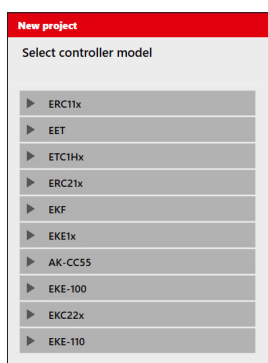 New project
Select controller model
ERC11x
EET
ETC1Hx
ERC21x
EKF
EKE1x
AK-CC55
EKE-100
EKC22x
EKE-110